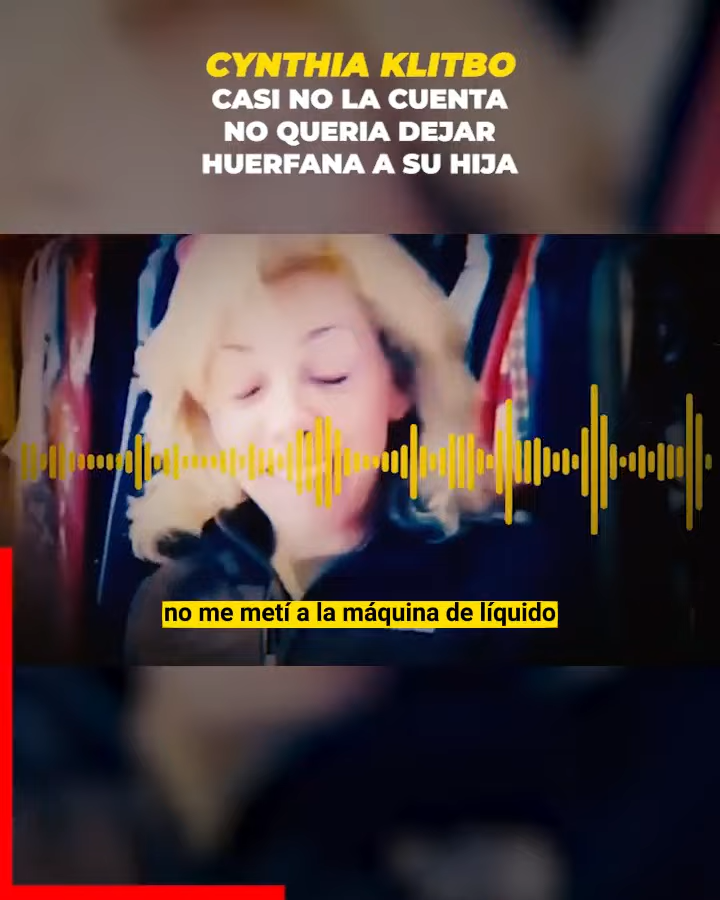 CYNTHIA KLITBO
CASI NO LA CUENTA
NO QUERIA DEJAR
HUERFANA A SU HIJA
no me metí a la máquina de líquido